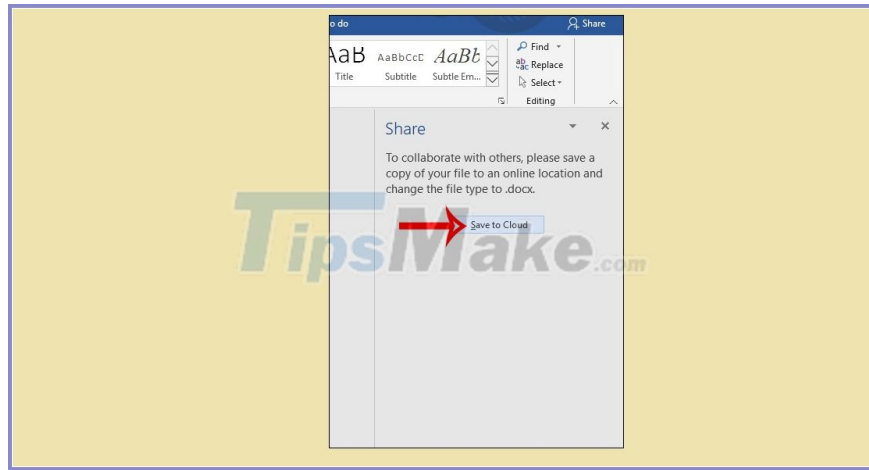 o do
Share
AaB AaBbCcD AaBb
Title Subtitle Subtle Em...
Find
Replace
Select
Editing
Share
To collaborate with others, please save a
copy of your file to an online location and
change the file type to .docx.
Save to Cloud
TipsMake.com